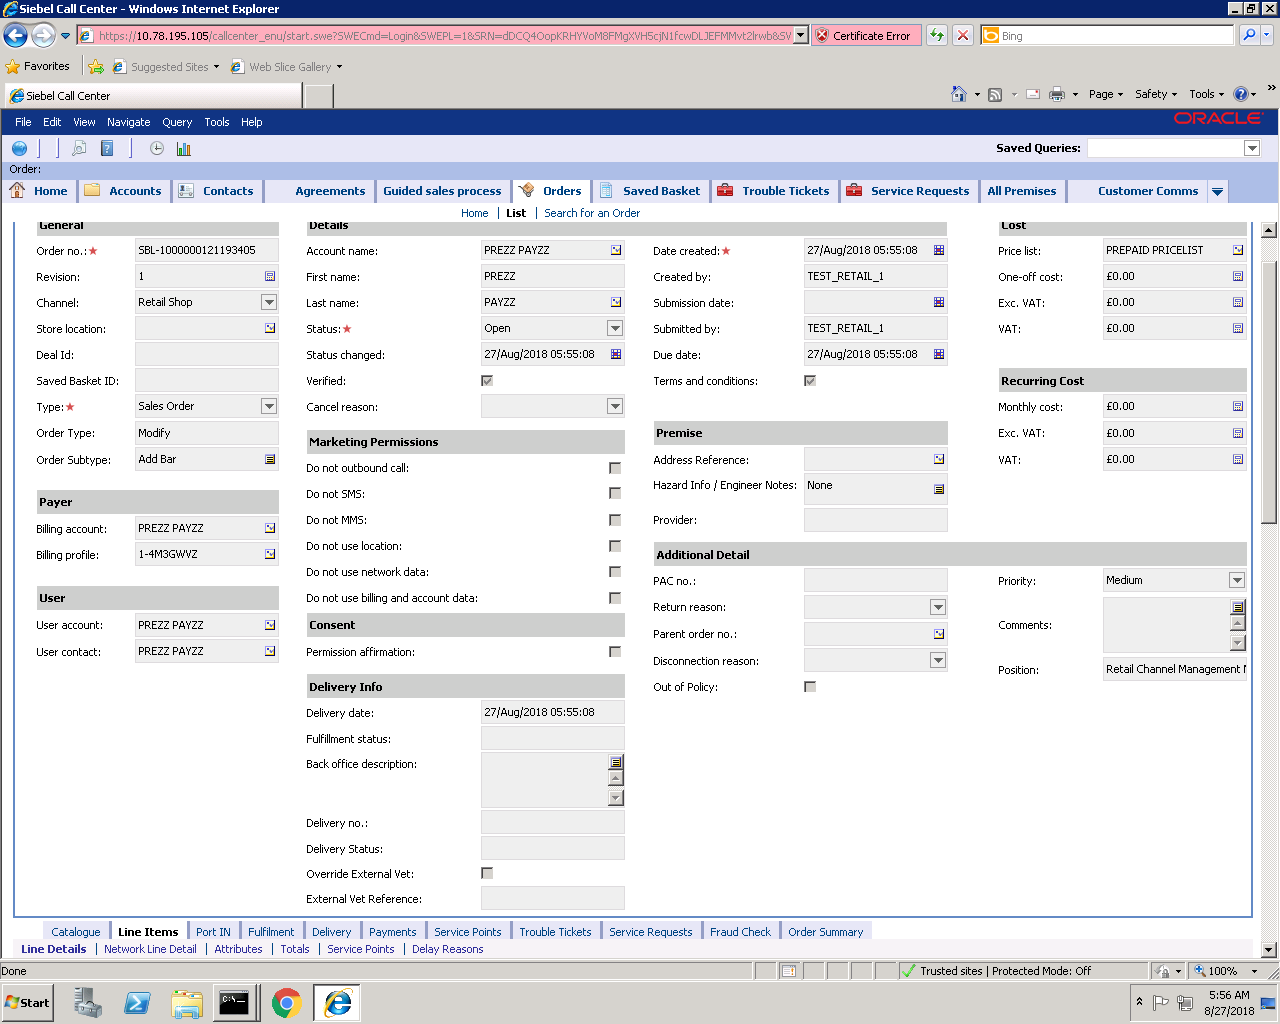 Siebel Call Center - Windows Internet Explorer
https://10.78.195.105/callcenter_enu/start.swe?SWECmd=Login&SWEPL=1&SRN=
Certificate Error
Bing
Favorites
Suggested Sites
Web Slice Gallery
Siebel Call Center
Page
Safety
Tools
File Edit View Navigate Query Tools Help
ORACLE
Saved Queries:
Order:
Home Accounts Contacts Agreements Guided sales process Orders Saved Basket Trouble Tickets Service Requests All Premises Customer Comms
Home | List | Search for an Order
General
Order no.:★ SBL-1000000121193405
Revision: 1
Channel: Retail Shop
Store location:
Deal Id:
Saved Basket ID:
Type:★ Sales Order
Order Type: Modify
Order Subtype: Add Bar
Payer
Billing account: PREZZ PAYZZ
Billing profile: 1-4M3GWVZ
User
User account: PREZZ PAYZZ
User contact: PREZZ PAYZZ
Details
Account name: PREZZ PAYZZ
First name: PREZZ
Last name: PAYZZ
Status:★ Open
Status changed: 27/Aug/2018 05:55:08
Verified:
Cancel reason:
Marketing Permissions
Do not outbound call:
Do not SMS:
Do not MMS:
Do not use location:
Do not use network data:
Do not use billing and account data:
Consent
Permission affirmation:
Delivery Info
Delivery date: 27/Aug/2018 05:55:08
Fulfillment status:
Back office description:
Delivery no.:
Delivery Status:
Override External Vet:
External Vet Reference:
Date created:★ 27/Aug/2018 05:55:08
Created by: TEST_RETAIL_1
Submission date:
Submitted by: TEST_RETAIL_1
Due date: 27/Aug/2018 05:55:08
Terms and conditions:
Premise
Address Reference:
Hazard Info / Engineer Notes: None
Provider:
Additional Detail
PAC no.:
Return reason:
Parent order no.:
Disconnection reason:
Out of Policy:
Cost
Price list: PREPAID PRICELIST
One-off cost: £0.00
Exc. VAT: £0.00
VAT: £0.00
Recurring Cost
Monthly cost: £0.00
Exc. VAT: £0.00
VAT: £0.00
Priority: Medium
Comments:
Position: Retail Channel Management
Catalogue Line Items Port IN Fulfilment Delivery Payments Service Points Trouble Tickets Service Requests Fraud Check Order Summary
Line Details | Network Line Detail | Attributes | Totals | Service Points | Delay Reasons
Done
Trusted sites | Protected Mode: Off
100%
Start
5:56 AM
8/27/2018